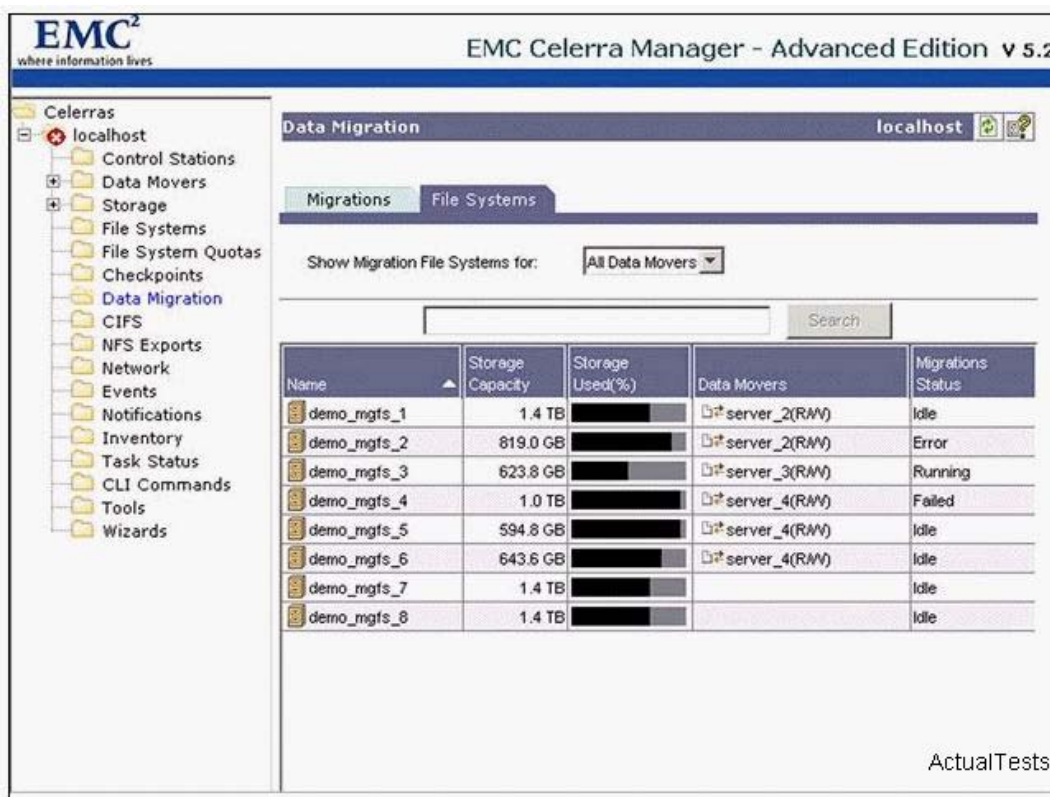 EMC²
where information lives
EMC Celerra Manager - Advanced Edition v 5.2
Celerras
localhost
Control Stations
Data Movers
Storage
File Systems
File System Quotas
Checkpoints
Data Migration
CIFS
NFS Exports
Network
Events
Notifications
Inventory
Task Status
CLI Commands
Tools
Wizards
Data Migration localhost
Migrations File Systems
Show Migration File Systems for: All Data Movers
Search
Name Storage Capacity Storage Used(%) Data Movers Migrations Status
demo_mgfs_1 1.4 TB server_2(R/W) Idle
demo_mgfs_2 819.0 GB server_2(R/W) Error
demo_mgfs_3 623.8 GB server_3(R/W) Running
demo_mgfs_4 1.0 TB server_4(R/W) Failed
demo_mgfs_5 594.8 GB server_4(R/W) Idle
demo_mgfs_6 643.6 GB server_4(R/W) Idle
demo_mgfs_7 1.4 TB Idle
demo_mgfs_8 1.4 TB Idle
ActualTests